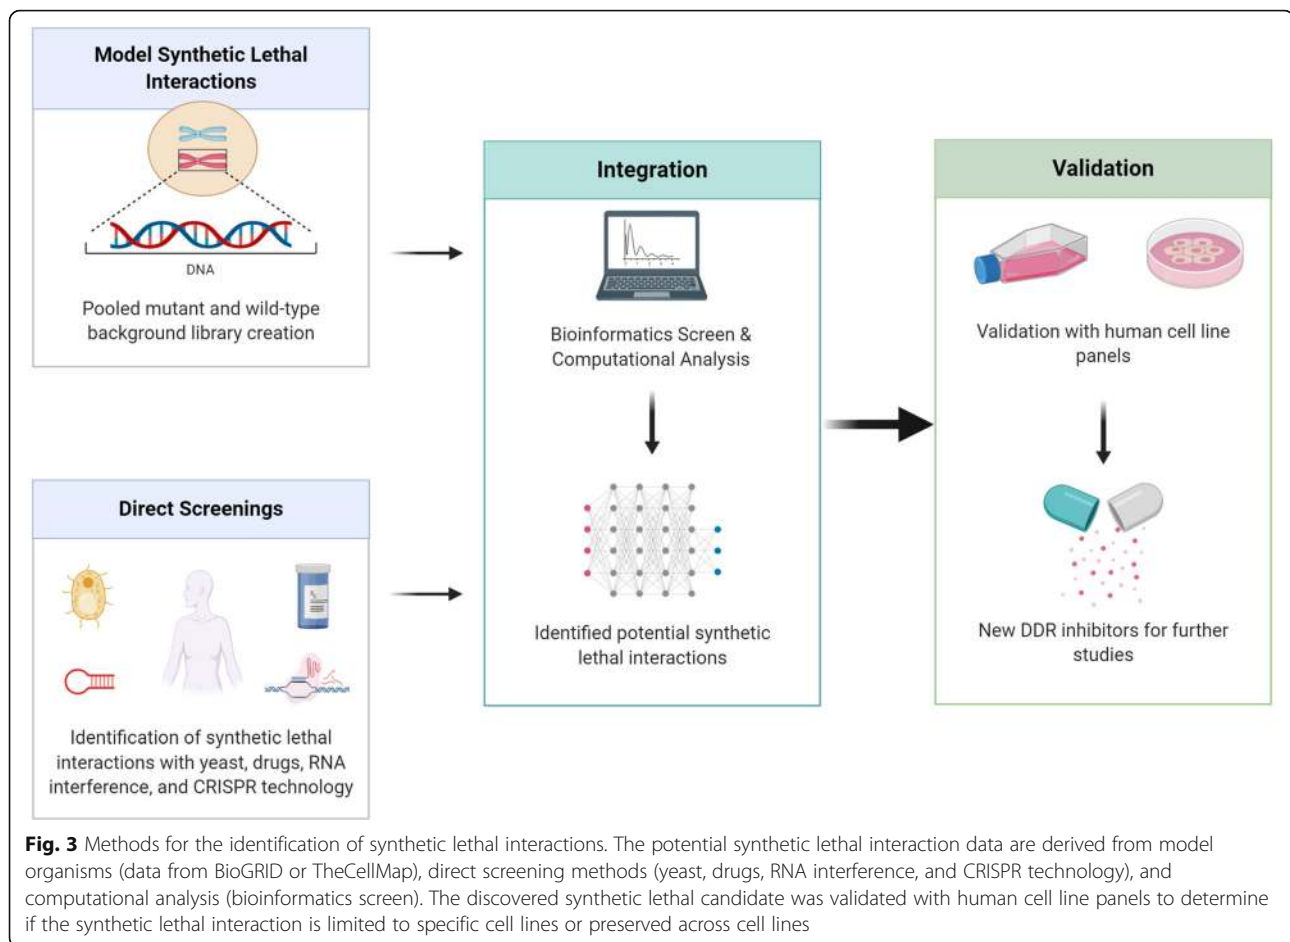 Model Synthetic Lethal
Interactions
DNA
Pooled mutant and wild-type
background library creation
Direct Screenings
Identification of synthetic lethal
interactions with yeast, drugs, RNA
interference, and CRISPR technology
Integration
Bioinformatics Screen &
Computational Analysis
Identified potential synthetic
lethal interactions
Validation
Validation with human cell line
panels
New DDR inhibitors for further
studies
Fig. 3 Methods for the identification of synthetic lethal interactions. The potential synthetic lethal interaction data are derived from model
organisms (data from BioGRID or TheCellMap), direct screening methods (yeast, drugs, RNA interference, and CRISPR technology), and
computational analysis (bioinformatics screen). The discovered synthetic lethal candidate was validated with human cell line panels to determine
if the synthetic lethal interaction is limited to specific cell lines or preserved across cell lines